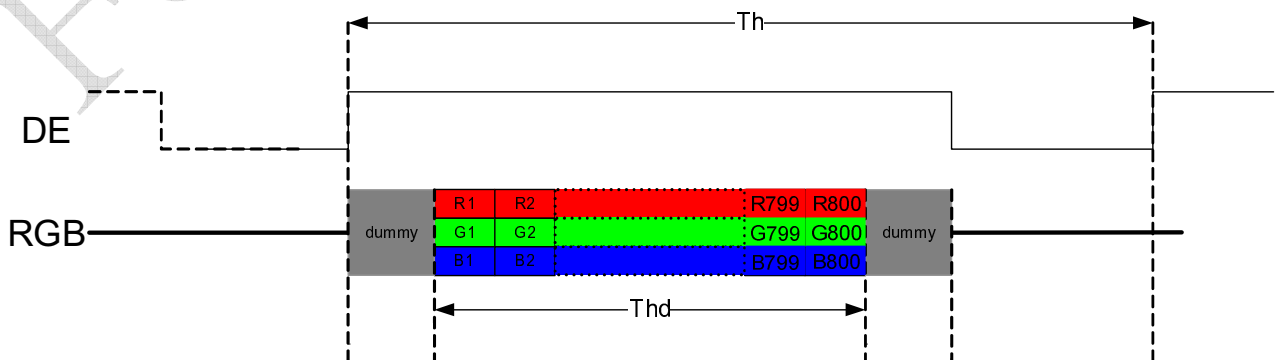 Th
DE
R1 R2 R799 R800
RGB dummy G1 G2 G799 G800 dummy
B1 B2 B799 B800
Thd